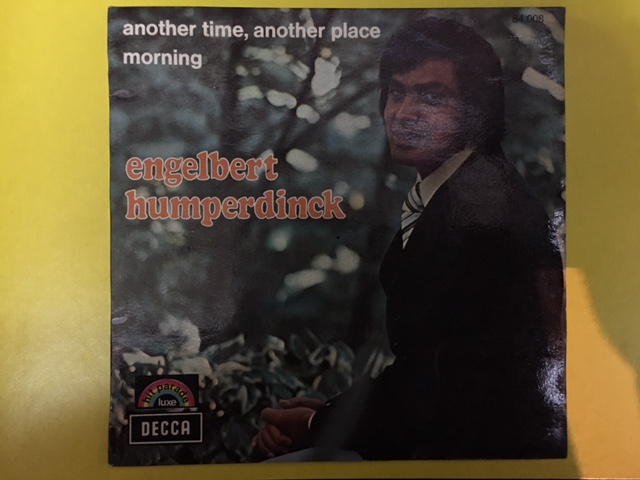 84.008
another time, another place
morning
engelbert
humperdinck
hit parade
luxe
DECCA